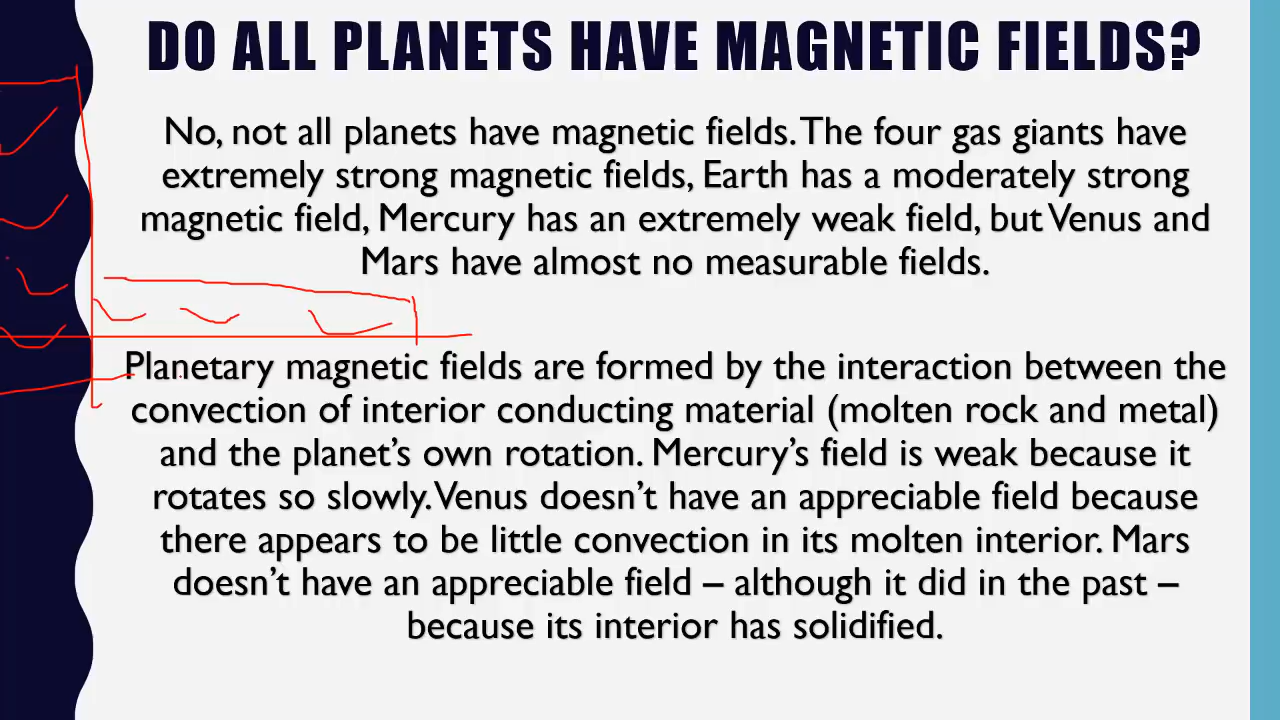 DO ALL PLANETS HAVE MAGNETIC FIELDS?
No, not all planets have magnetic fields. The four gas giants have
extremely strong magnetic fields, Earth has a moderately strong
magnetic field, Mercury has an extremely weak field, but Venus and
Mars have almost no measurable fields.
Planetary magnetic fields are formed by the interaction between the
convection of interior conducting material (molten rock and metal)
and the planet’s own rotation. Mercury’s field is weak because it
rotates so slowly. Venus doesn’t have an appreciable field because
there appears to be little convection in its molten interior. Mars
doesn’t have an appreciable field – although it did in the past –
because its interior has solidified.